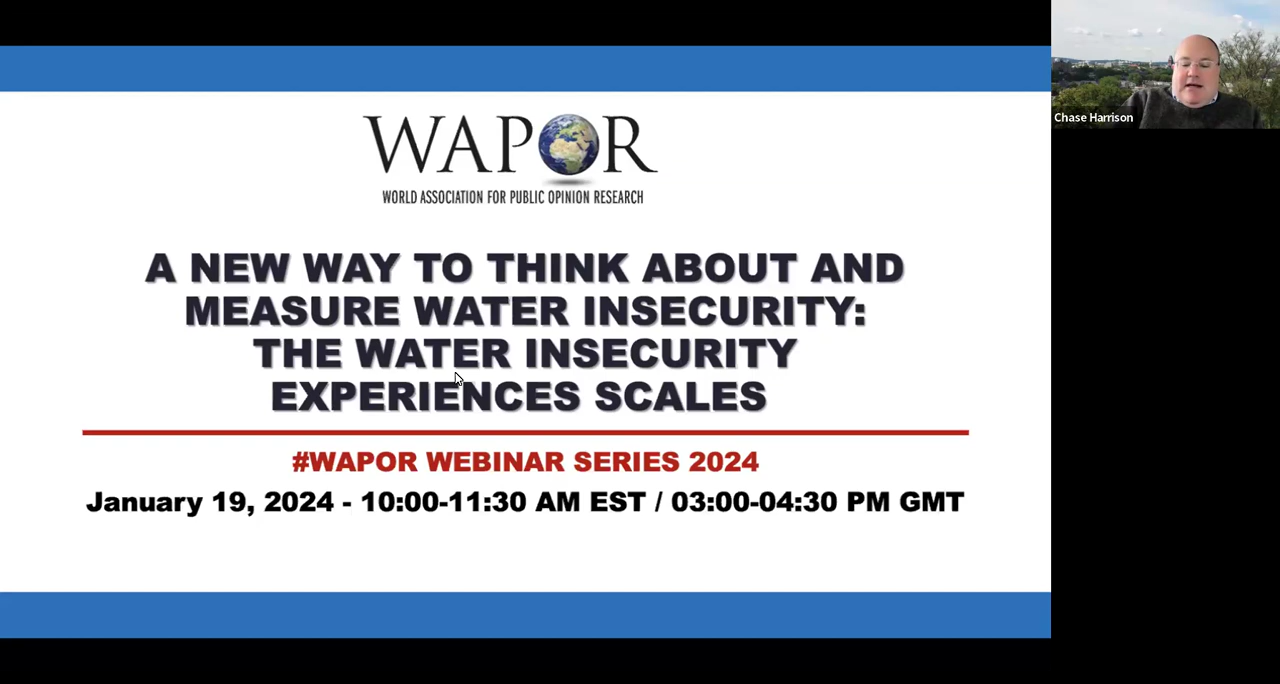 WAPOR
WORLD ASSOCIATION FOR PUBLIC OPINION RESEARCH
A NEW WAY TO THINK ABOUT AND
MEASURE WATER INSECURITY:
THE WATER INSECURITY
EXPERIENCES SCALES
#WAPOR WEBINAR SERIES 2024
January 19, 2024 - 10:00-11:30 AM EST / 03:00-04:30 PM GMT
Chase Harrison